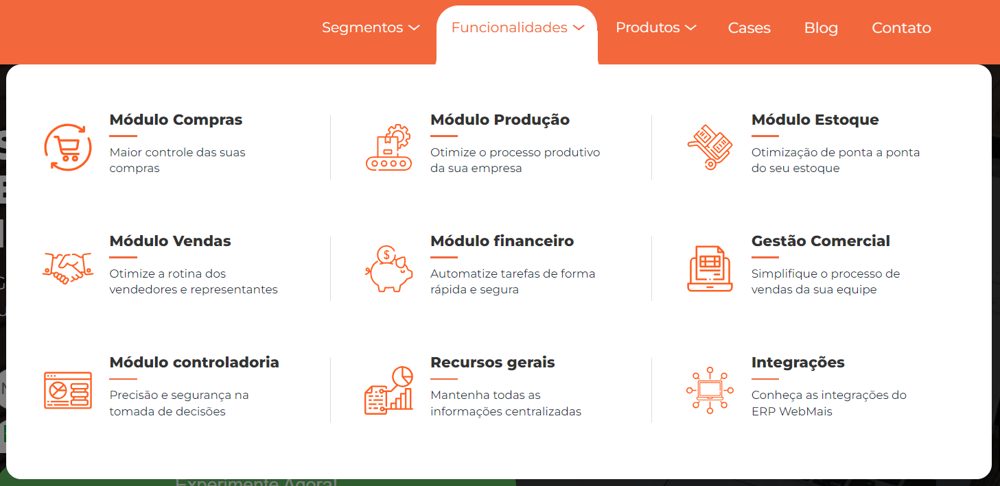 Segmentos
Funcionalidades
Produtos
Cases
Blog
Contato
Módulo Compras
Maior controle das suas
compras
Módulo Produção
Otimize o processo produtivo
da sua empresa
Módulo Estoque
Otimização de ponta a ponta
do seu estoque
Módulo Vendas
Otimize a rotina dos
vendedores e representantes
Módulo financeiro
Automatize tarefas de forma
rápida e segura
Gestão Comercial
Simplifique o processo de
vendas da sua equipe
Módulo controladoria
Precisão e segurança na
tomada de decisões
Recursos gerais
Mantenha todas as
informações centralizadas
Integrações
Conheça as integrações do
ERP WebMais
Experimente Agora!